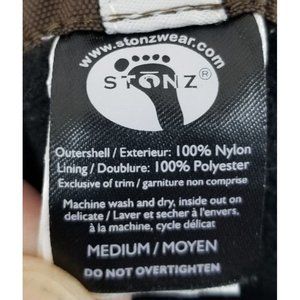 www.stonzwear.com
STONZ®
Outershell / Exterieur: 100% Nylon
Lining / Doublure: 100% Polyester
Exclusive of trim / garniture non comprise
Machine wash and dry, inside out on
delicate / Laver et sécher à l'envers,
à la machine, cycle délicat
MEDIUM / MOYEN
DO NOT OVERTIGHTEN